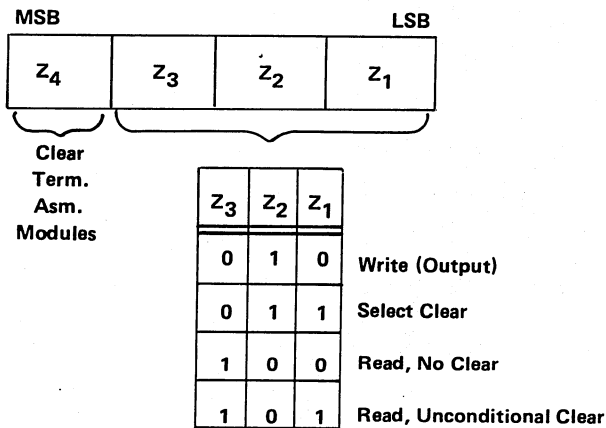 MSB LSB
Z4 Z3 Z2 Z1
Clear
Term.
Asm.
Modules
Z3 Z2 Z1
0 1 0 Write (Output)
0 1 1 Select Clear
1 0 0 Read, No Clear
1 0 1 Read, Unconditional Clear